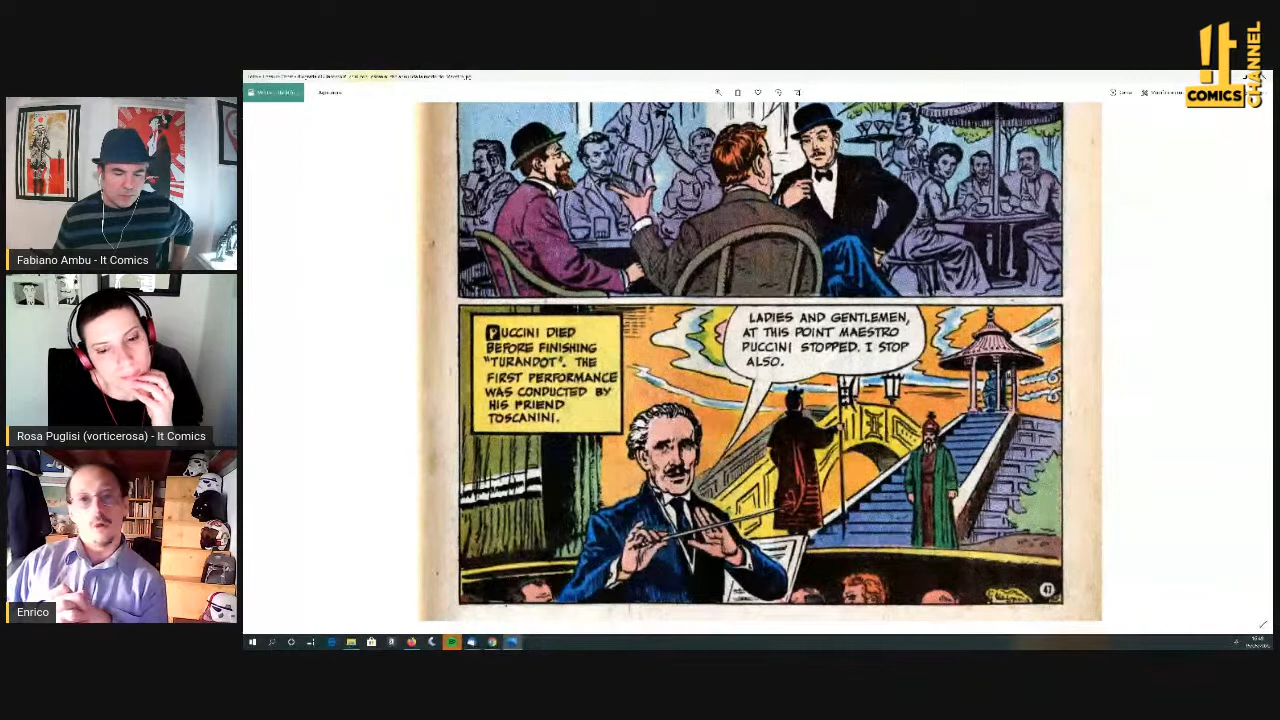 !t
COMICS
CHANNEL
Fabiano Ambu - It Comics
Rosa Puglisi (vorticerosa) - It Comics
Enrico
PUCCINI DIED
BEFORE FINISHING
"TURANDOT". THE
FIRST PERFORMANCE
WAS CONDUCTED BY
HIS FRIEND
TOSCANINI.
LADIES AND GENTLEMEN,
AT THIS POINT MAESTRO
PUCCINI STOPPED. I STOP
ALSO.
47